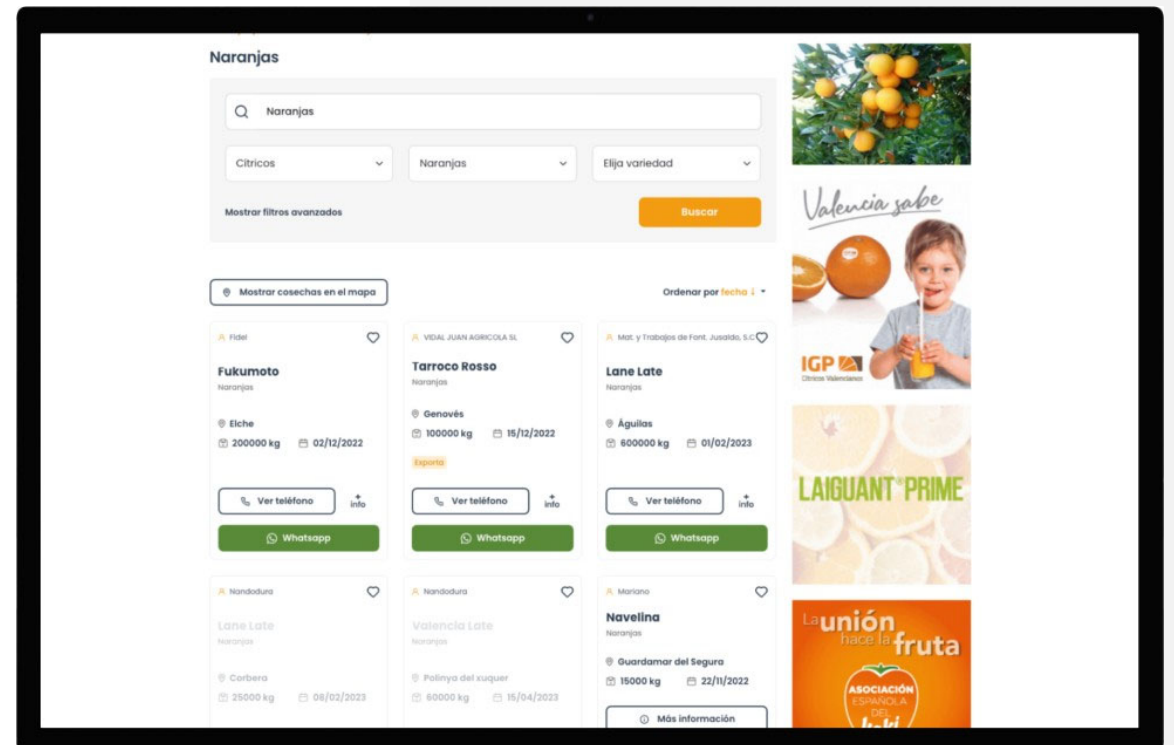 Naranjas
Naranjas
Cítricos
Naranjas
Elija variedad
Mostrar filtros avanzados
Buscar
Mostrar cosechas en el mapa
Ordenar por fecha ↓
Fidel
Fukumoto
Naranjas
Elche
200000 kg 02/12/2022
Ver teléfono
+ info
Whatsapp
VIDAL JUAN AGRICOLA SL
Tarroco Rosso
Naranjas
Genovés
100000 kg 15/12/2022
Exporta
Ver teléfono
+ info
Whatsapp
Mat. y Trabajos de Font. Jusaldo, S.C
Lane Late
Naranjas
Águilas
600000 kg 01/02/2023
Ver teléfono
+ info
Whatsapp
Nandodura
Lane Late
Naranjas
Corbera
25000 kg 08/02/2023
Nandodura
Valencia Late
Naranjas
Polinya del xuquer
60000 kg 15/04/2023
Mariano
Navelina
Naranjas
Guardamar del Segura
15000 kg 22/11/2022
Más información
Valencia sabe
IGP
Cítricos Valencianos
LAIGUANT® PRIME
La unión
hace la fruta
ASOCIACIÓN
ESPAÑOLA
DEL
kaki